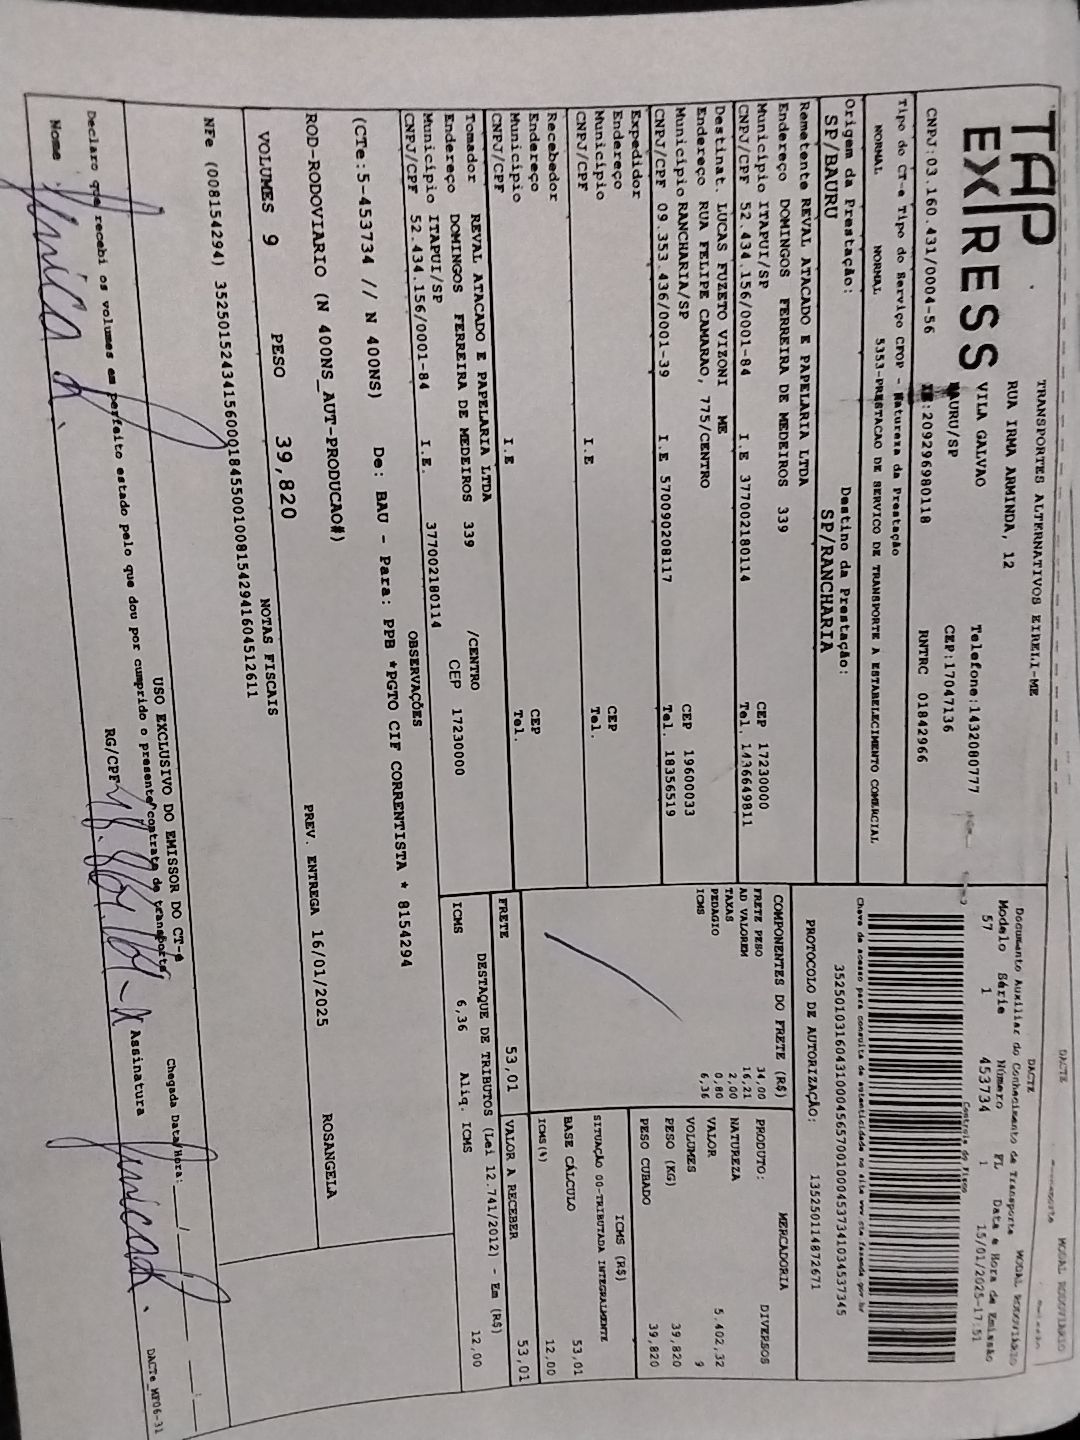 TAP
EXPRESS
TRANSPORTES ALTERNATIVOS EIRELI-ME
RUA IRMA ARMINDA, 12
VILA GALVAO
BAURU/SP
IE:209296980118
Telefone:1432080777
CEP:17047136
RNTRC 01842966
CNPJ:03.160.431/0004-56
Tipo do CT-e Tipo do Serviço CFOP - Natureza da Prestação
NORMAL NORMAL 5353-PRESTACAO DE SERVICO DE TRANSPORTE A ESTABELECIMENTO COMERCIAL
Origem da Prestação: Destino da Prestação:
SP/BAURU SP/RANCHARIA
Remetente REVAL ATACADO E PAPELARIA LTDA
Endereço DOMINGOS FERREIRA DE MEDEIROS 339
Município ITAPUI/SP CEP 17230000
CNPJ/CPF 52.434.156/0001-84 I.E 377002180114 Tel. 1436649811
Destinat. LUCAS FUZETO VIZONI ME
Endereço RUA FELIPE CAMARAO, 775/CENTRO
Município RANCHARIA/SP CEP 19600033
CNPJ/CPF 09.353.436/0001-39 I.E 570090208117 Tel. 18356519
Expedidor
Endereço
Município CEP
CNPJ/CPF I.E Tel.
Recebedor
Endereço
Município CEP
CNPJ/CPF I.E Tel.
Tomador REVAL ATACADO E PAPELARIA LTDA
Endereço DOMINGOS FERREIRA DE MEDEIROS 339 /CENTRO
Município ITAPUI/SP CEP 17230000
CNPJ/CPF 52.434.156/0001-84 I.E. 377002180114
DACTE MODAL RODOVIÁRIO
DACTE
Documento Auxiliar do Conhecimento de Transporte MODAL RODOVIÁRIO
Modelo Série Número FL Data e Hora de Emissão
57 1 453734 1 15/01/2025-17:51
Controle do Fisco
Chave de acesso para consulta de autenticidade no site www.cte.fazenda.gov.br
35250103160431000456570010004537341034537345
PROTOCOLO DE AUTORIZAÇÃO: 135250114872671
COMPONENTES DO FRETE (R$)
FRETE PESO 34,00
AD VALOREM 16,21
TAXAS 2,00
PEDAGIO 0,80
ICMS 6,36
MERCADORIA
PRODUTO: DIVERSOS
NATUREZA
VALOR 5.402,32
VOLUMES 9
PESO (KG) 39,820
PESO CUBADO 39,820
ICMS (R$)
SITUAÇÃO 00-TRIBUTADA INTEGRALMENTE
BASE CÁLCULO 53,01
ICMS(%) 12,00
FRETE 53,01 VALOR A RECEBER 53,01
DESTAQUE DE TRIBUTOS (Lei 12.741/2012) - Em (R$)
ICMS 6,36 Aliq. ICMS 12,00
OBSERVAÇÕES
(CTe:5-453734 // N 400NS) De: BAU - Para: PPB *PGTO CIF CORRENTISTA * 8154294
ROD-RODOVIARIO (N 400NS_AUT-PRODUCAO#)
PREV. ENTREGA 16/01/2025 ROSANGELA
VOLUMES 9 PESO 39,820 NOTAS FISCAIS
NFe (008154294) 35250152434156000184550010081542941604512611
USO EXCLUSIVO DO EMISSOR DO CT-e
Chegada Data/Hora: ___/___/___ ___:___
Declaro que recebi os volumes em perfeito estado pelo que dou por cumprido o presente contrato de transporte
Nome RG/CPF Assinatura
DACTe_WF06-31